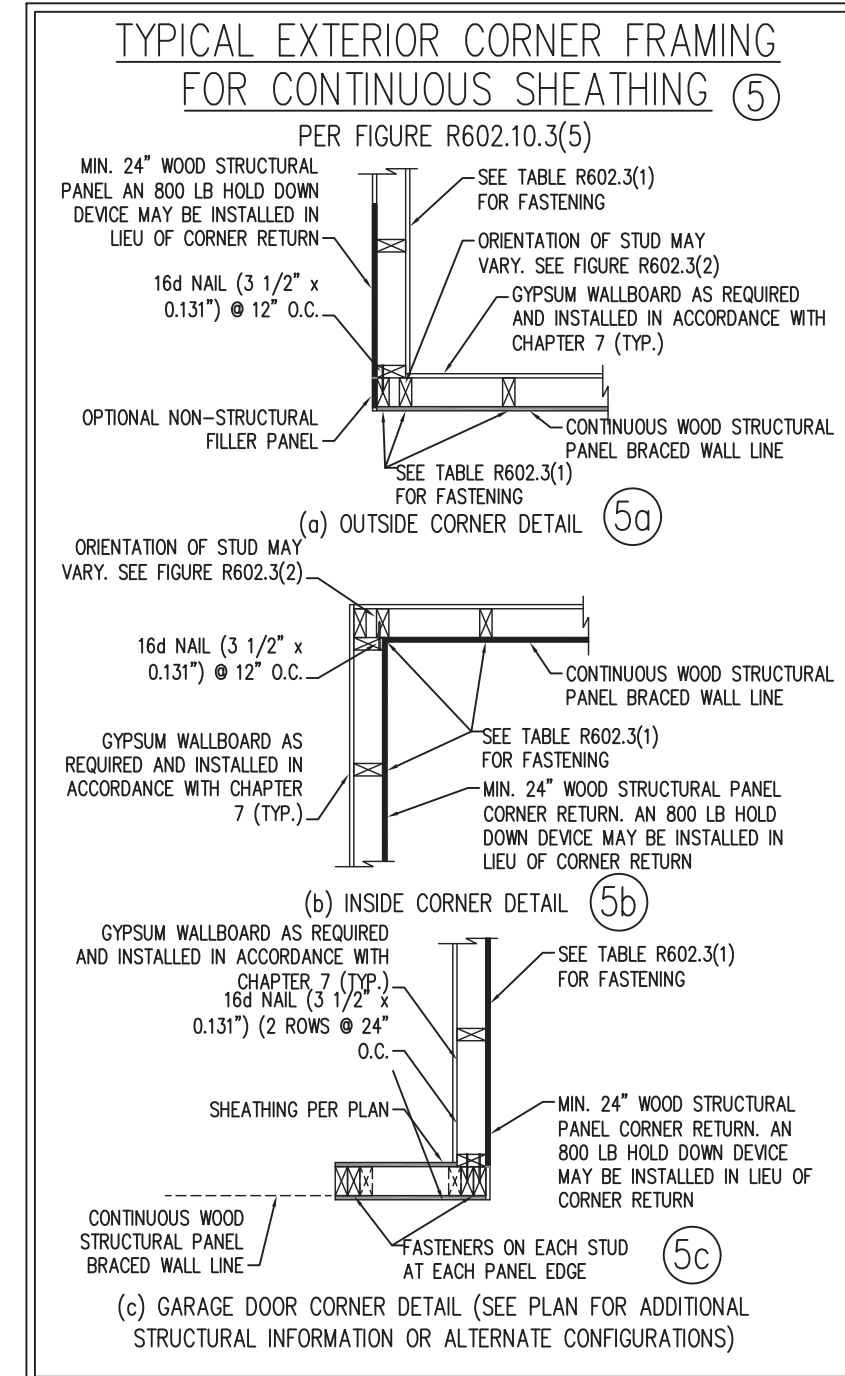 TYPICAL EXTERIOR CORNER FRAMING
FOR CONTINUOUS SHEATHING 5
PER FIGURE R602.10.3(5)
MIN. 24" WOOD STRUCTURAL
PANEL AN 800 LB HOLD DOWN
DEVICE MAY BE INSTALLED IN
LIEU OF CORNER RETURN
SEE TABLE R602.3(1)
FOR FASTENING
ORIENTATION OF STUD MAY
VARY. SEE FIGURE R602.3(2)
16d NAIL (3 1/2" x
0.131") @ 12" O.C.
GYPSUM WALLBOARD AS REQUIRED
AND INSTALLED IN ACCORDANCE WITH
CHAPTER 7 (TYP.)
OPTIONAL NON-STRUCTURAL
FILLER PANEL
CONTINUOUS WOOD STRUCTURAL
PANEL BRACED WALL LINE
SEE TABLE R602.3(1)
FOR FASTENING
(a) OUTSIDE CORNER DETAIL 5a
ORIENTATION OF STUD MAY
VARY. SEE FIGURE R602.3(2)
16d NAIL (3 1/2" x
0.131") @ 12" O.C.
CONTINUOUS WOOD STRUCTURAL
PANEL BRACED WALL LINE
GYPSUM WALLBOARD AS
REQUIRED AND INSTALLED IN
ACCORDANCE WITH CHAPTER
7 (TYP.)
SEE TABLE R602.3(1)
FOR FASTENING
MIN. 24" WOOD STRUCTURAL PANEL
CORNER RETURN. AN 800 LB HOLD
DOWN DEVICE MAY BE INSTALLED IN
LIEU OF CORNER RETURN
(b) INSIDE CORNER DETAIL 5b
GYPSUM WALLBOARD AS REQUIRED
AND INSTALLED IN ACCORDANCE WITH
CHAPTER 7 (TYP.)
16d NAIL (3 1/2" x
0.131") (2 ROWS @ 24"
O.C.
SEE TABLE R602.3(1)
FOR FASTENING
SHEATHING PER PLAN
MIN. 24" WOOD STRUCTURAL
PANEL CORNER RETURN. AN
800 LB HOLD DOWN DEVICE
MAY BE INSTALLED IN LIEU OF
CORNER RETURN
CONTINUOUS WOOD
STRUCTURAL PANEL
BRACED WALL LINE
FASTENERS ON EACH STUD
AT EACH PANEL EDGE
5c
(c) GARAGE DOOR CORNER DETAIL (SEE PLAN FOR ADDITIONAL
STRUCTURAL INFORMATION OR ALTERNATE CONFIGURATIONS)